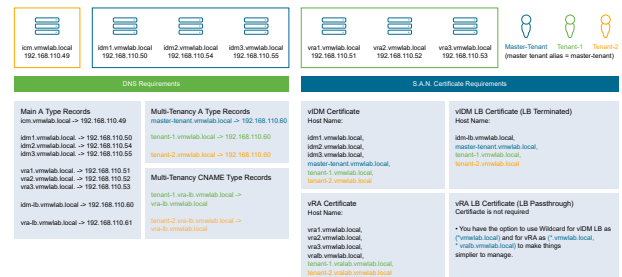 icm.vmwlab.local
192.168.110.49
idm1.vmwlab.local
192.168.110.50
idm2.vmwlab.local
192.168.110.54
idm3.vmwlab.local
192.168.110.55
vra1.vmwlab.local
192.168.110.51
vra2.vmwlab.local
192.168.110.52
vra3.vmwlab.local
192.168.110.53
Master-Tenant
Tenant-1
Tenant-2
(master tenant alias = master-tenant)
DNS Requirements
S.A.N. Certificate Requirements
Main A Type Records
icm.vmwlab.local -> 192.168.110.49
idm1.vmwlab.local. -> 192.168.110.50
idm2.vmwlab.local -> 192.168.110.54
idm3.vmwlab.local -> 192.168.110.55
vra1.vmwlab.local. -> 192.168.110.51
vra2.vmwlab.local -> 192.168.110.52
vra3.vmwlab.local -> 192.168.110.53
idm-lb.vmwlab.local -> 192.168.110.60
vra-lb.vmwlab.local -> 192.168.110.61
Multi-Tenancy A Type Records
master-tenant.vmwlab.local -> 192.168.110.60
tenant-1.vmwlab.local -> 192.168.110.60
tenant-2.vmwlab.local -> 192.168.110.60
Multi-Tenancy CNAME Type Records
tenant-1.vra-lb.vmwlab.local ->
vra-lb.vmwlab.local
tenant-2.vra-lb.vmwlab.local ->
vra-lb.vmwlab.local
vIDM Certificate
Host Name:
idm1.vmwlab.local,
idm2.vmwlab.local,
idm3.vmwlab.local,
master-tenant.vmwlab.local,
tenant-1.vmwlab.local,
tenant-2.vmwlab.local
vIDM LB Certificate (LB Terminated)
Host Name:
idm-lb.vmwlab.local,
master-tenant.vmwlab.local,
tenant-1.vmwlab.local,
tenant-2.vmwlab.local
vRA Certificate
Host Name:
vra1.vmwlab.local,
vra2.vmwlab.local,
vra3.vmwlab.local,
vralb.vmwlab.local,
tenant-1.vralab.vmwlab.local,
tenant-2.vralab.vmwlab.local
vRA LB Certificate (LB Passthrough)
Certifiacte is not required
• You have the option to use Wildcard for vIDM LB as
(*vmwlab.local) and for vRA as (*.vmwlab.local,
* vralb.vmwlab.local) to make things
simplier to manage.